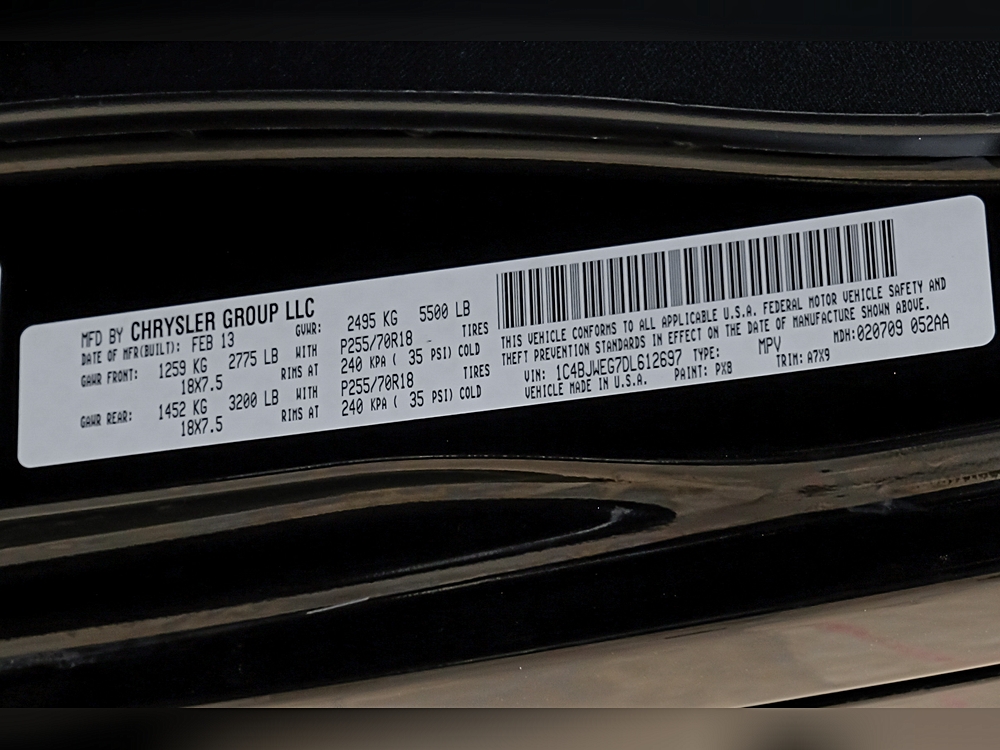 MFD BY CHRYSLER GROUP LLC
DATE OF MFR(BUILT): FEB 13 GVWR: 2495 KG 5500 LB
GAWR FRONT: 1259 KG 2775 LB WITH P255/70R18 TIRES
18X7.5 RIMS AT 240 KPA ( 35 PSI) COLD
GAWR REAR: 1452 KG 3200 LB WITH P255/70R18 TIRES
18X7.5 RIMS AT 240 KPA ( 35 PSI) COLD
THIS VEHICLE CONFORMS TO ALL APPLICABLE U.S.A. FEDERAL MOTOR VEHICLE SAFETY AND
THEFT PREVENTION STANDARDS IN EFFECT ON THE DATE OF MANUFACTURE SHOWN ABOVE.
VIN: 1C4BJWEG7DL612697 TYPE: MPV MDH:020709 052AA
VEHICLE MADE IN U.S.A. PAINT: PX8 TRIM: A7X9